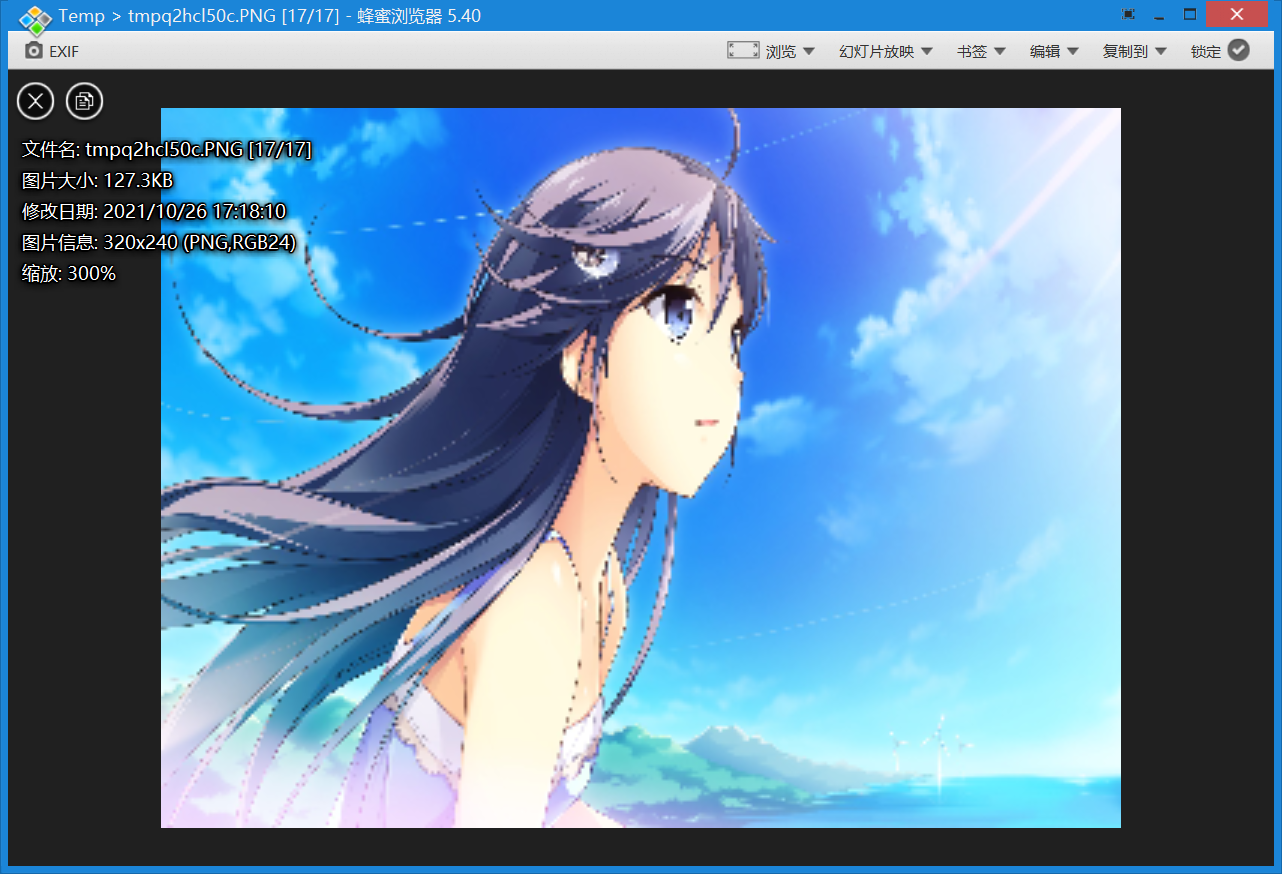 Temp > tmpq2hcl50c.PNG [17/17] - 蜂蜜浏览器 5.40
EXIF 浏览 幻灯片放映 书签 编辑 复制到 锁定
文件名: tmpq2hcl50c.PNG [17/17]
图片大小: 127.3KB
修改日期: 2021/10/26 17:18:10
图片信息: 320x240 (PNG,RGB24)
缩放: 300%